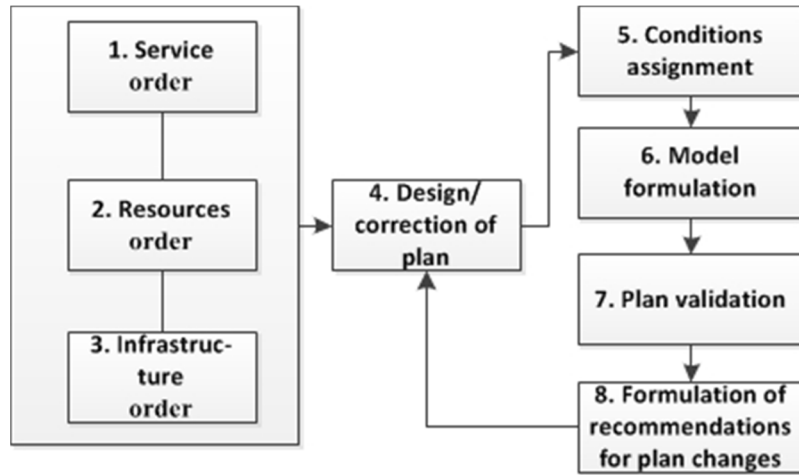 1. Service
order
2. Resources
order
3. Infrastruc-
ture
order
4. Design/
correction of
plan
5. Conditions
assignment
6. Model
formulation
7. Plan validation
8. Formulation of
recommendations
for plan changes